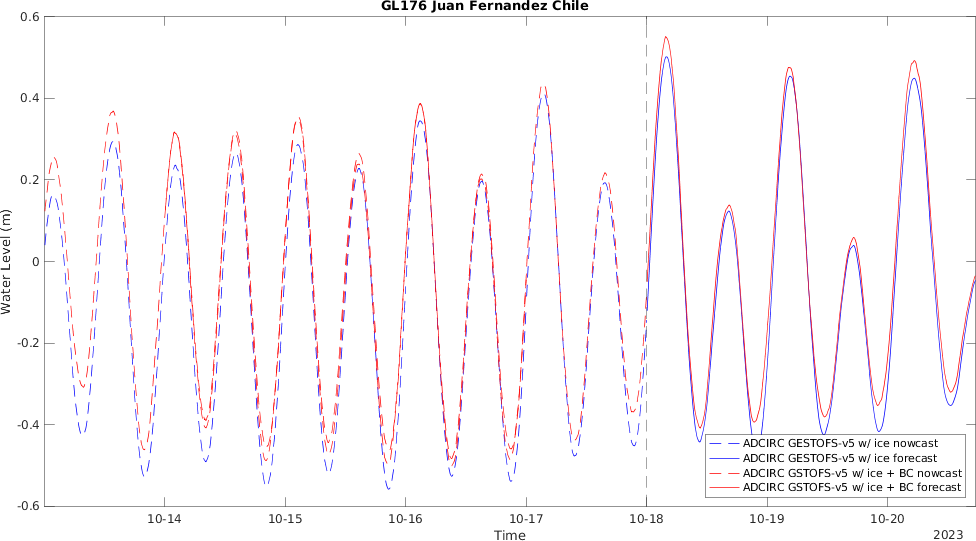 GL176 Juan Fernandez Chile
0.6
0.4
0.2
0
-0.2
-0.4
-0.6
Water Level (m)
10-14
10-15
10-16
10-17
10-18
10-19
10-20
Time
2023
ADCIRC GESTOFS-v5 w/ ice nowcast
ADCIRC GESTOFS-v5 w/ ice forecast
ADCIRC GSTOFS-v5 w/ ice + BC nowcast
ADCIRC GSTOFS-v5 w/ ice + BC forecast